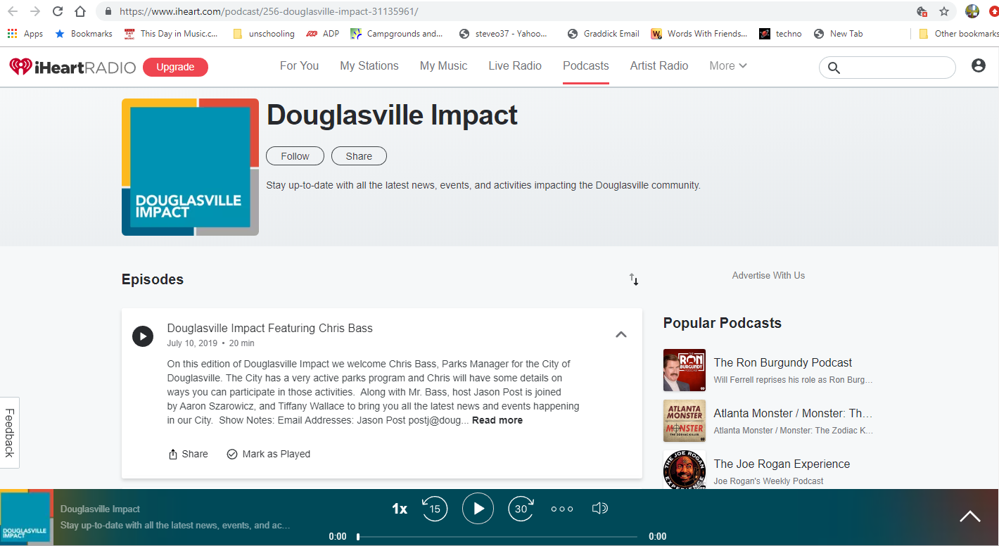 https://www.iheart.com/podcast/256-douglasville-impact-31135961/
Apps Bookmarks This Day in Music.c... unschooling ADP Campgrounds and... steveo37 - Yahoo... Graddick Email Words With Friends... techno New Tab Other bookmarks
iHeartRADIO Upgrade For You My Stations My Music Live Radio Podcasts Artist Radio More
DOUGLASVILLE
IMPACT
Douglasville Impact
Follow Share
Stay up-to-date with all the latest news, events, and activities impacting the Douglasville community.
Episodes
Advertise With Us
Douglasville Impact Featuring Chris Bass
July 10, 2019 • 20 min
On this edition of Douglasville Impact we welcome Chris Bass, Parks Manager for the City of
Douglasville. The City has a very active parks program and Chris will have some details on
ways you can participate in those activities.  Along with Mr. Bass, host Jason Post is joined
by Aaron Szarowicz, and Tiffany Wallace to bring you all the latest news and events happening
in our City.  Show Notes: Email Addresses: Jason Post postj@doug... Read more
Share Mark as Played
Popular Podcasts
THE
RON
BURGUNDY
PODCAST
The Ron Burgundy Podcast
Will Ferrell reprises his role as Ron Burg...
ATLANTA
MONSTER
MONSTER
THE ZODIAC KILLER
Atlanta Monster / Monster: Th...
Atlanta Monster / Monster: The Zodiac K...
THE JOE ROGAN
EXPERIENCE
The Joe Rogan Experience
Joe Rogan's Weekly Podcast
Feedback
DOUGLASVILLE
IMPACT
Douglasville Impact
Stay up-to-date with all the latest news, events, and ac...
1x 15 30
0:00 0:00